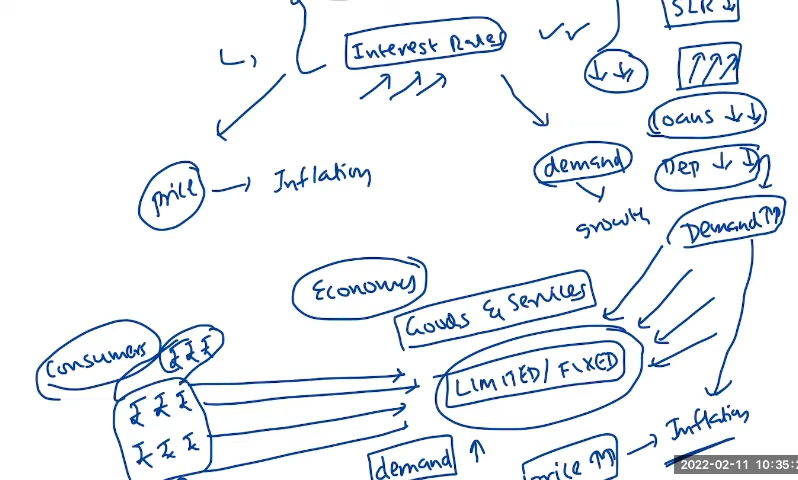 SLR ↓
Interest Rates
↓ ↓↓
↑↑↑
Loans ↓↓
demand
Dep ↓ ↓
price → Inflation
growth
Demand ↑↑
Economy
Goods & Services
Consumers ₹₹₹
LIMITED/FIXED
₹ ₹ ₹
₹ ₹ ₹
Inflation
demand ↑
price ↑↑ →
2022-02-11 10:35:2